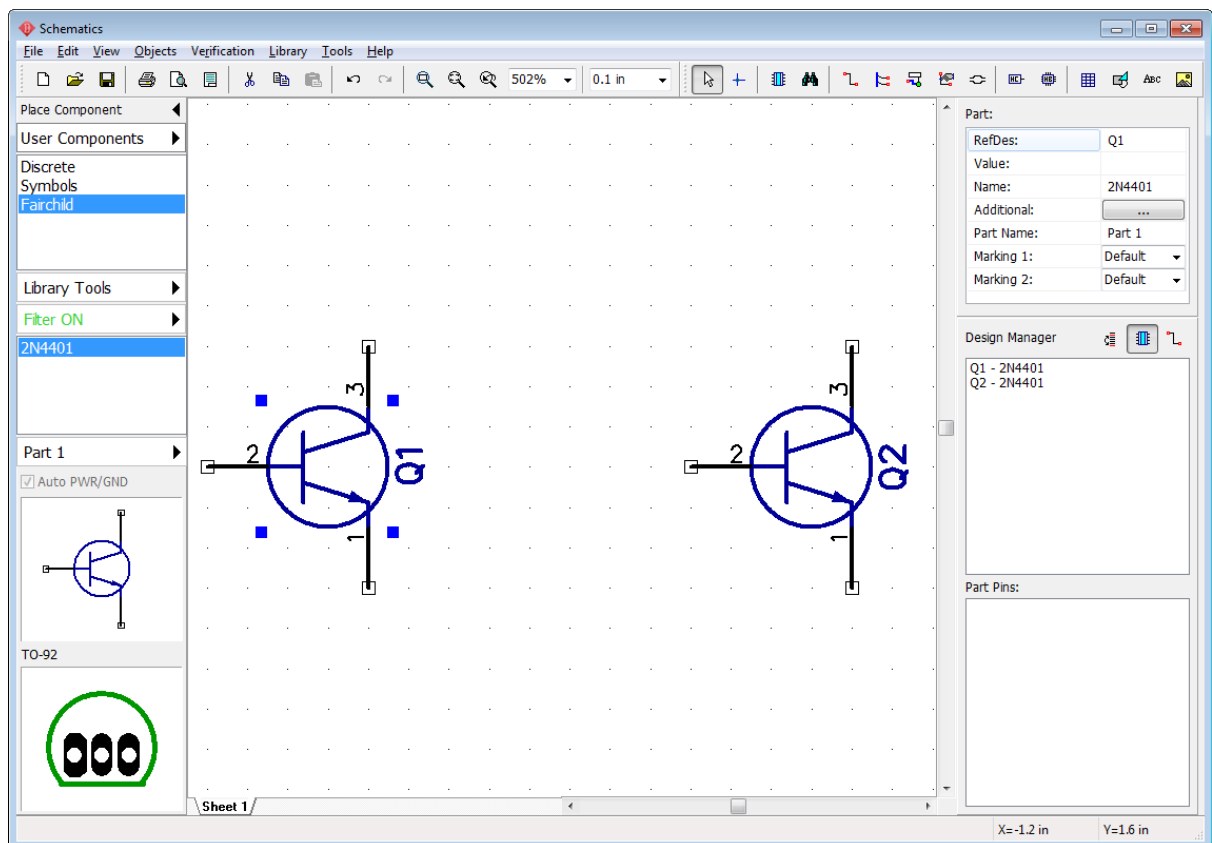 Schematics
File Edit View Objects Verification Library Tools Help
502% 0.1 in HC- HC ABC
Place Component
User Components
Discrete
Symbols
Fairchild
Library Tools
Filter ON
2N4401
Part 1
Auto PWR/GND
TO-92
3
2
Q1
1
3
2
Q2
1
Sheet 1
Part:
RefDes: Q1
Value:
Name: 2N4401
Additional: ...
Part Name: Part 1
Marking 1: Default
Marking 2: Default
Design Manager
Q1 - 2N4401
Q2 - 2N4401
Part Pins:
X=-1.2 in Y=1.6 in